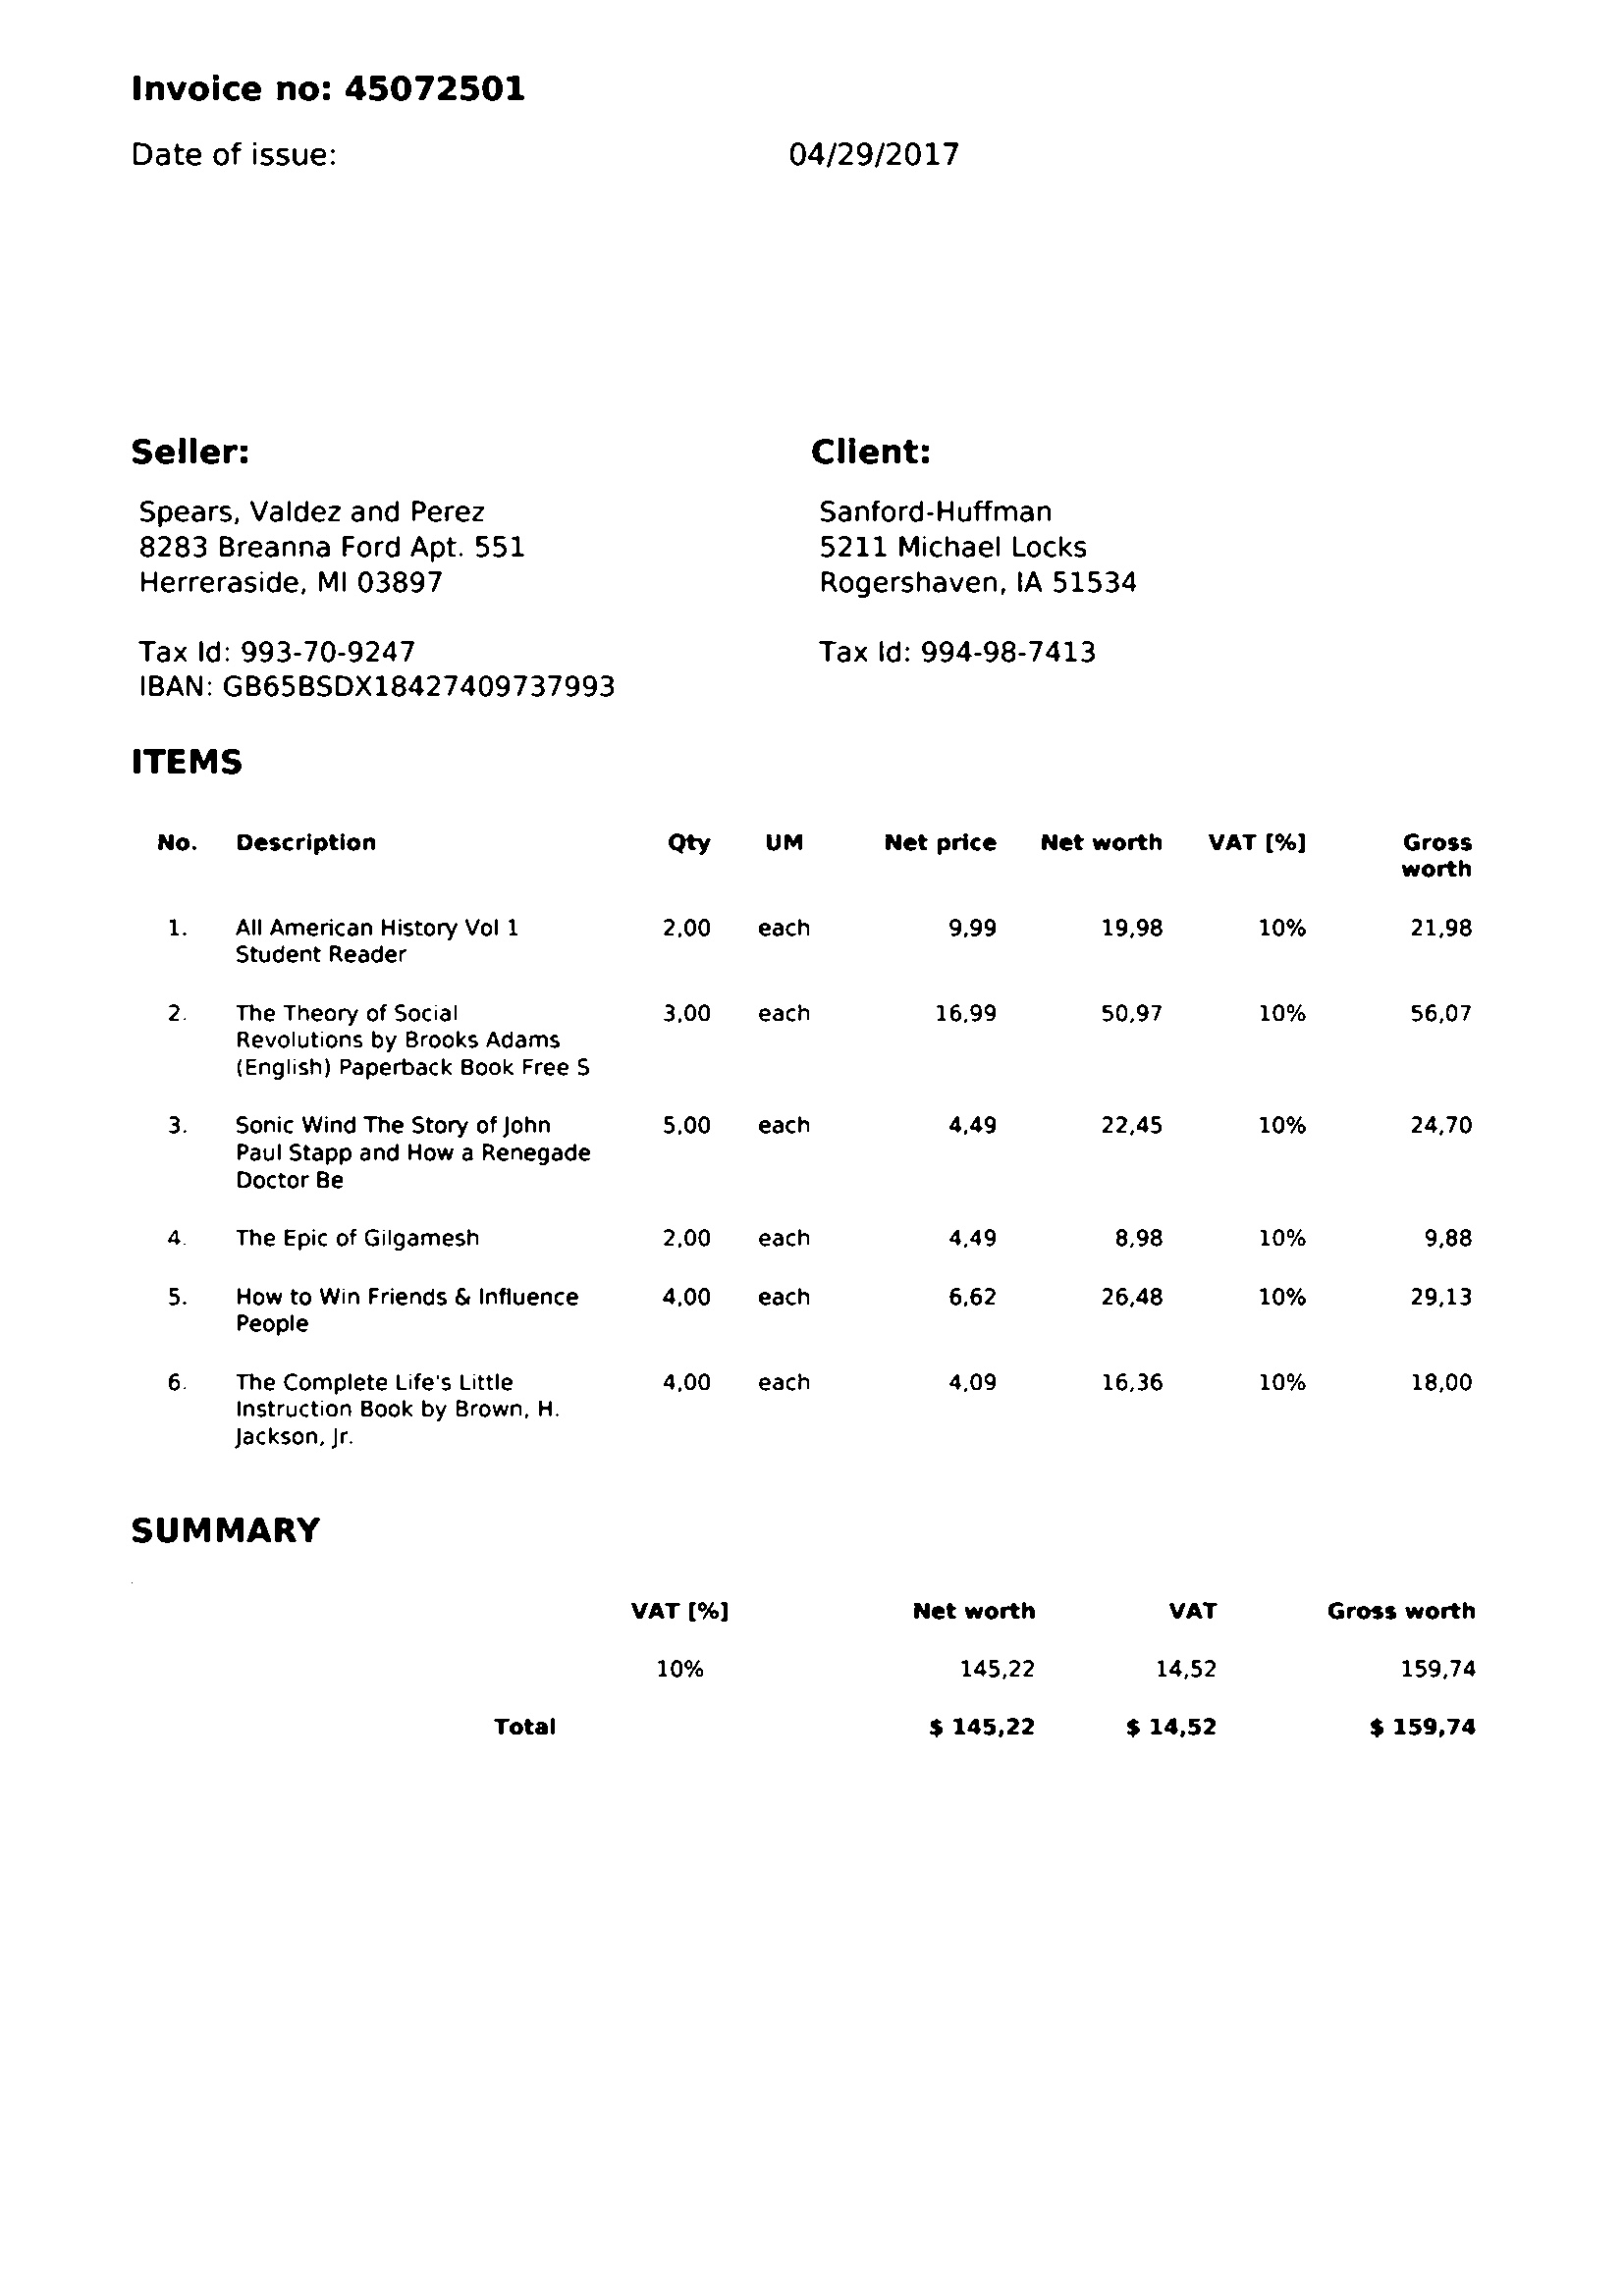 Invoice no: 45072501
Date of issue: 04/29/2017
Seller: Client:
Spears, Valdez and Perez Sanford-Huffman
8283 Breanna Ford Apt. 551 5211 Michael Locks
Herreraside, MI 03897 Rogershaven, IA 51534
Tax Id: 993-70-9247 Tax Id: 994-98-7413
IBAN: GB65BSDX18427409737993
ITEMS
No. Description Qty UM Net price Net worth VAT [%] Gross
worth
1. All American History Vol 1 2,00 each 9,99 19,98 10% 21,98
Student Reader
2. The Theory of Social 3,00 each 16,99 50,97 10% 56,07
Revolutions by Brooks Adams
(English) Paperback Book Free S
3. Sonic Wind The Story of John 5,00 each 4,49 22,45 10% 24,70
Paul Stapp and How a Renegade
Doctor Be
4. The Epic of Gilgamesh 2,00 each 4,49 8,98 10% 9,88
5. How to Win Friends & Influence 4,00 each 6,62 26,48 10% 29,13
People
6. The Complete Life's Little 4,00 each 4,09 16,36 10% 18,00
Instruction Book by Brown, H.
Jackson, Jr.
SUMMARY
VAT [%] Net worth VAT Gross worth
10% 145,22 14,52 159,74
Total $ 145,22 $ 14,52 $ 159,74